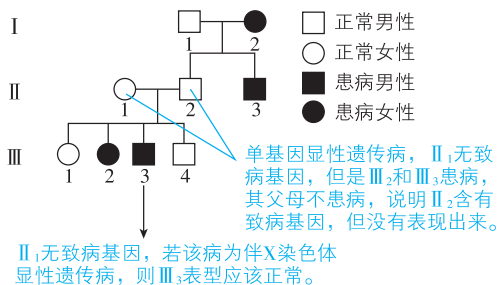 Ⅰ
1
2
正常男性
正常女性
Ⅱ
1
2
3
患病男性
患病女性
Ⅲ
1
2
3
4
单基因显性遗传病，Ⅱ1无致
病基因，但是Ⅲ2和Ⅲ3患病，
其父母不患病，说明Ⅱ2含有
致病基因，但没有表现出来。
Ⅱ1无致病基因，若该病为伴X染色体
显性遗传病，则Ⅲ3表型应该正常。